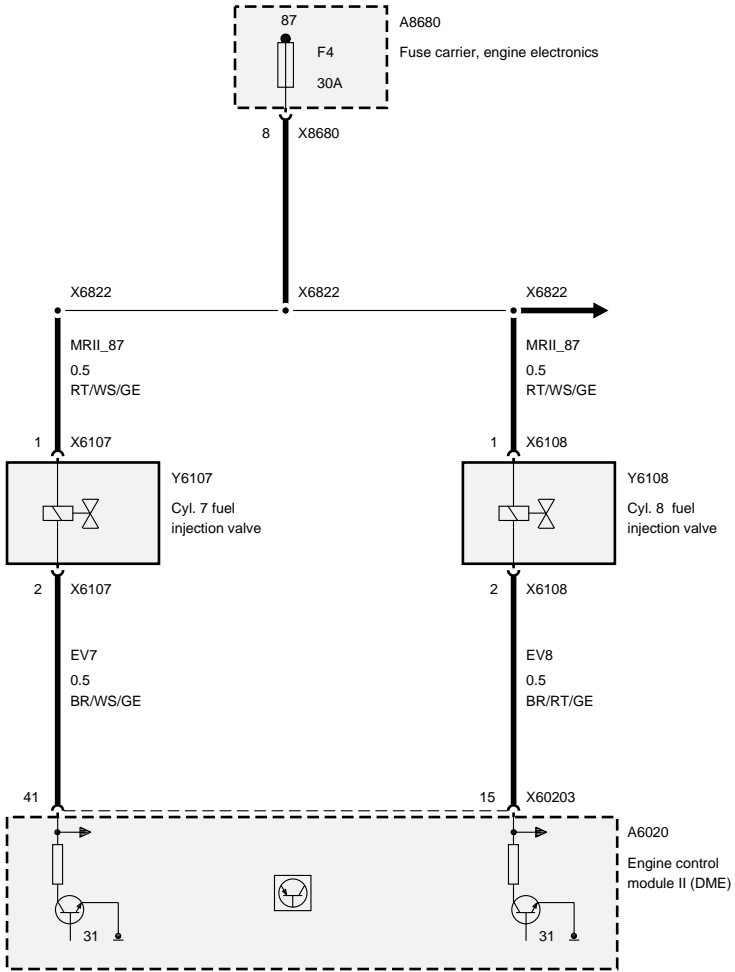 87
A8680
F4
Fuse carrier, engine electronics
30A
8 X8680
X6822 X6822 X6822
MRII_87
0.5
RT/WS/GE
MRII_87
0.5
RT/WS/GE
1 X6107
1 X6108
Y6107
Cyl. 7 fuel
injection valve
Y6108
Cyl. 8 fuel
injection valve
2 X6107
2 X6108
EV7
0.5
BR/WS/GE
EV8
0.5
BR/RT/GE
41
15 X60203
A6020
Engine control
module II (DME)
31
31